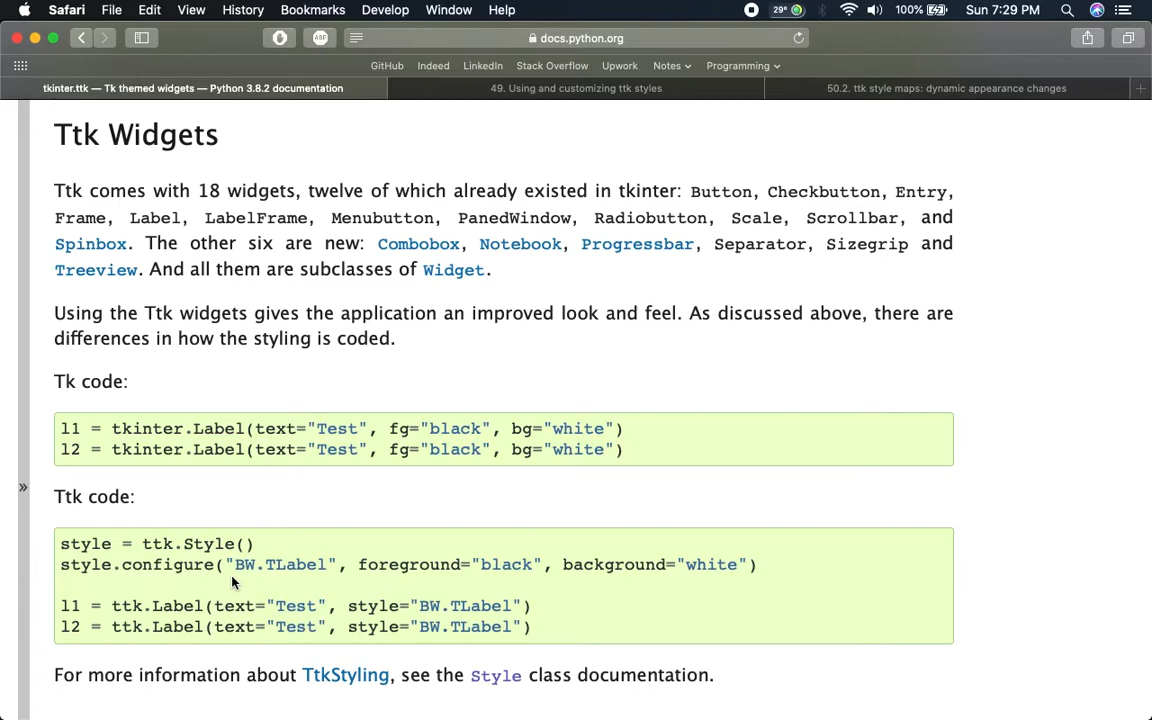 Safari File Edit View History Bookmarks Develop Window Help 29° 100% Sun 7:29 PM
ABP docs.python.org
GitHub Indeed LinkedIn Stack Overflow Upwork Notes Programming
tkinter.ttk — Tk themed widgets — Python 3.8.2 documentation 49. Using and customizing ttk styles 50.2. ttk style maps: dynamic appearance changes
Ttk Widgets
Ttk comes with 18 widgets, twelve of which already existed in tkinter: Button, Checkbutton, Entry,
Frame, Label, LabelFrame, Menubutton, PanedWindow, Radiobutton, Scale, Scrollbar, and
Spinbox. The other six are new: Combobox, Notebook, Progressbar, Separator, Sizegrip and
Treeview. And all them are subclasses of Widget.
Using the Ttk widgets gives the application an improved look and feel. As discussed above, there are
differences in how the styling is coded.
Tk code:
l1 = tkinter.Label(text="Test", fg="black", bg="white")
l2 = tkinter.Label(text="Test", fg="black", bg="white")
»
Ttk code:
style = ttk.Style()
style.configure("BW.TLabel", foreground="black", background="white")
l1 = ttk.Label(text="Test", style="BW.TLabel")
l2 = ttk.Label(text="Test", style="BW.TLabel")
For more information about TtkStyling, see the Style class documentation.